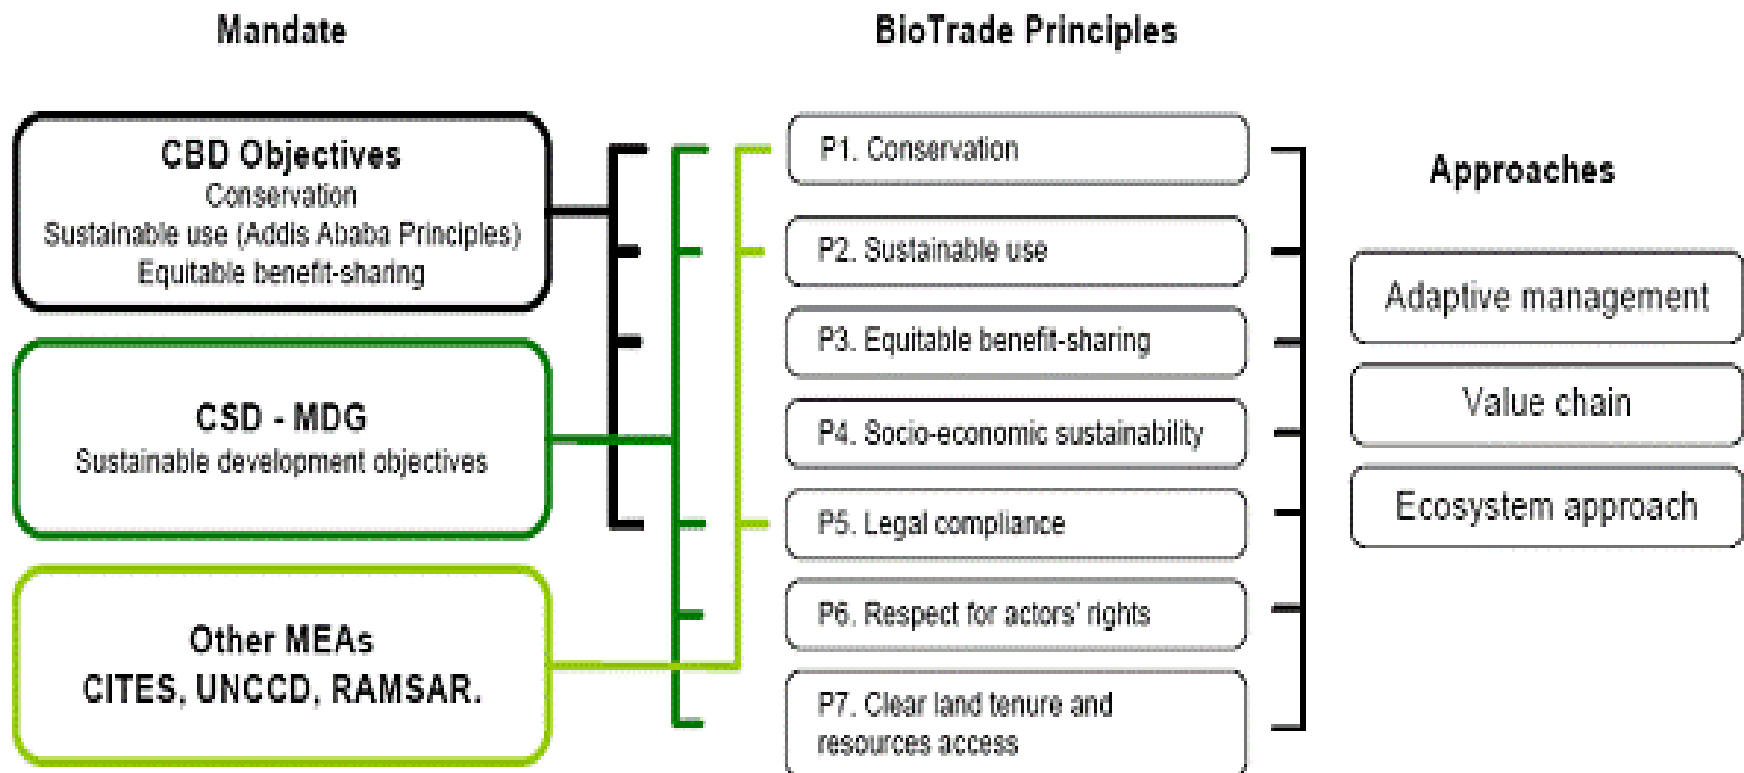 Mandate
BioTrade Principles
CBD Objectives
Conservation
Sustainable use (Addis Ababa Principles)
Equitable benefit-sharing
CSD - MDG
Sustainable development objectives
Other MEAs
CITES, UNCCD, RAMSAR.
P1. Conservation
P2. Sustainable use
P3. Equitable benefit-sharing
P4. Socio-economic sustainability
P5. Legal compliance
P6. Respect for actors' rights
P7. Clear land tenure and
resources access
Approaches
Adaptive management
Value chain
Ecosystem approach